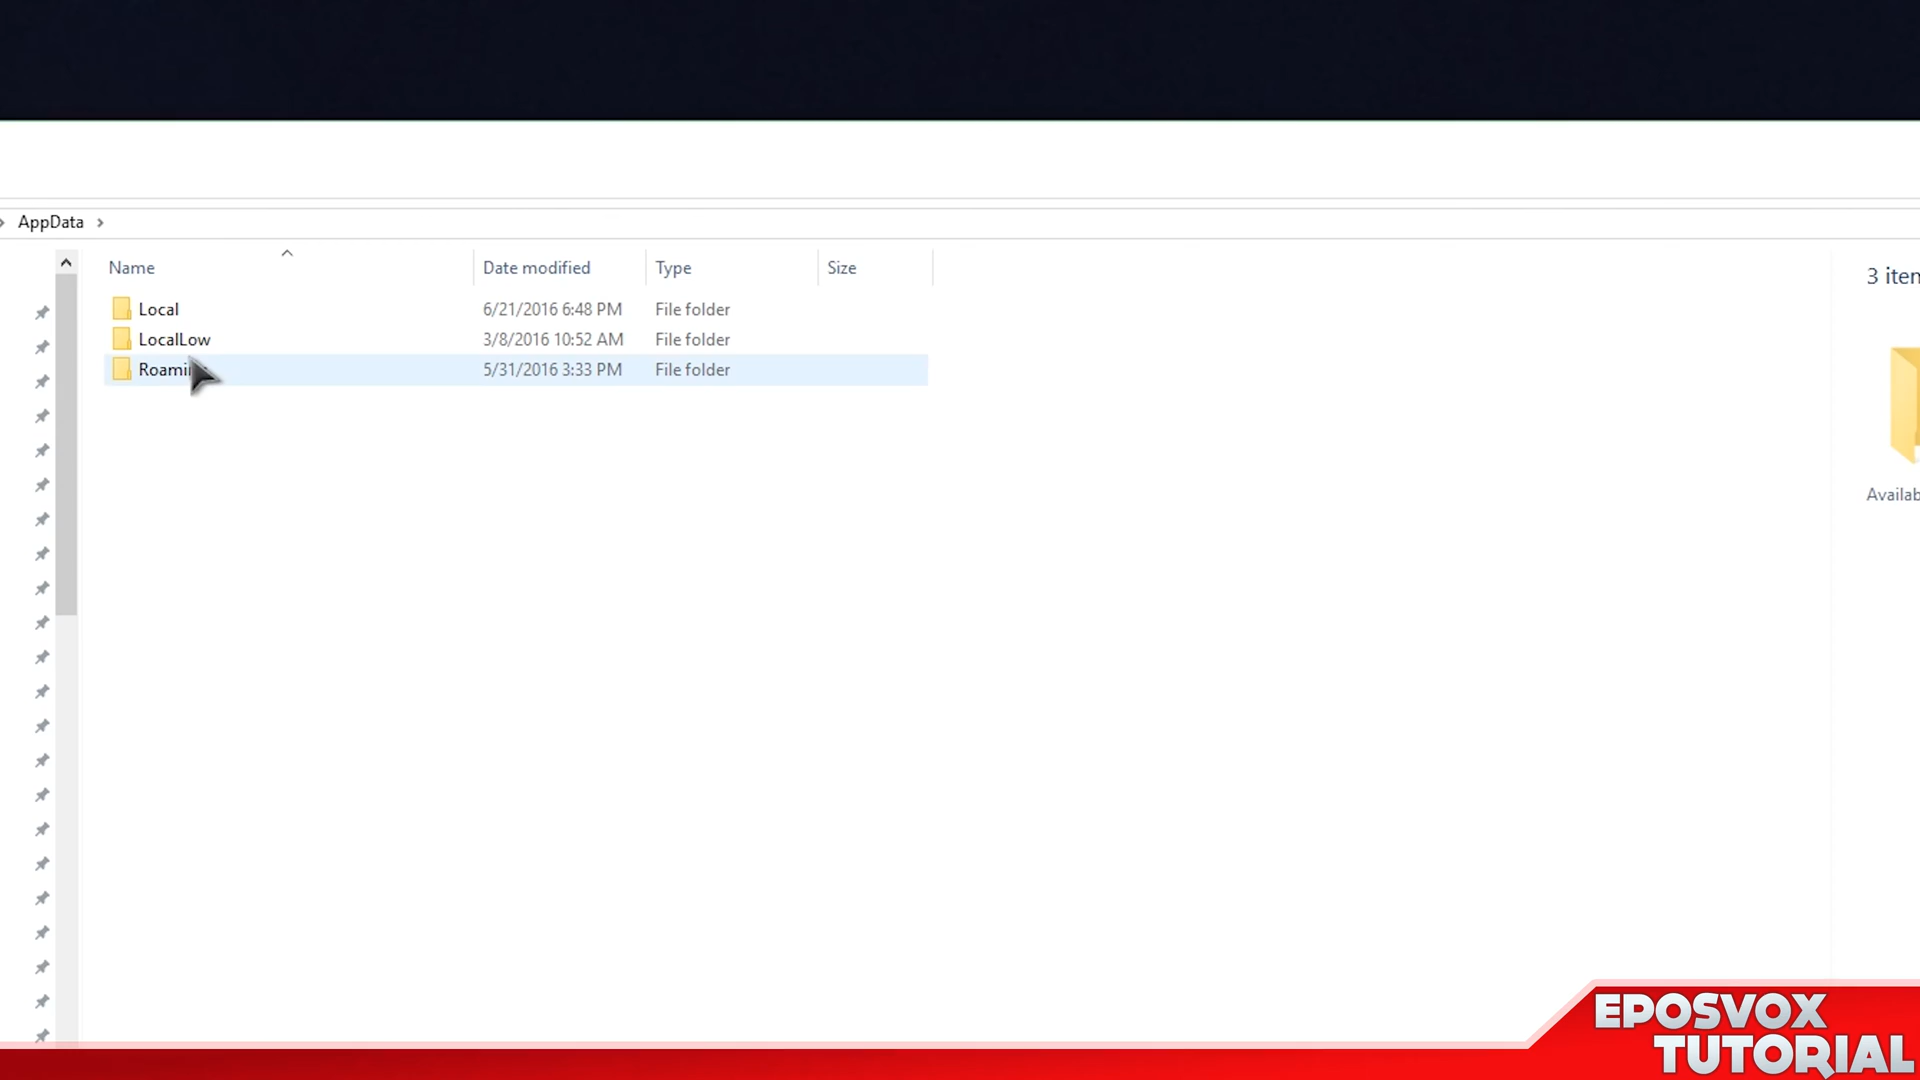 AppData
Name Date modified Type Size
3 iten
Local 6/21/2016 6:48 PM File folder
LocalLow 3/8/2016 10:52 AM File folder
Roami 5/31/2016 3:33 PM File folder
Availab
EPOSVOX
TUTORIAL